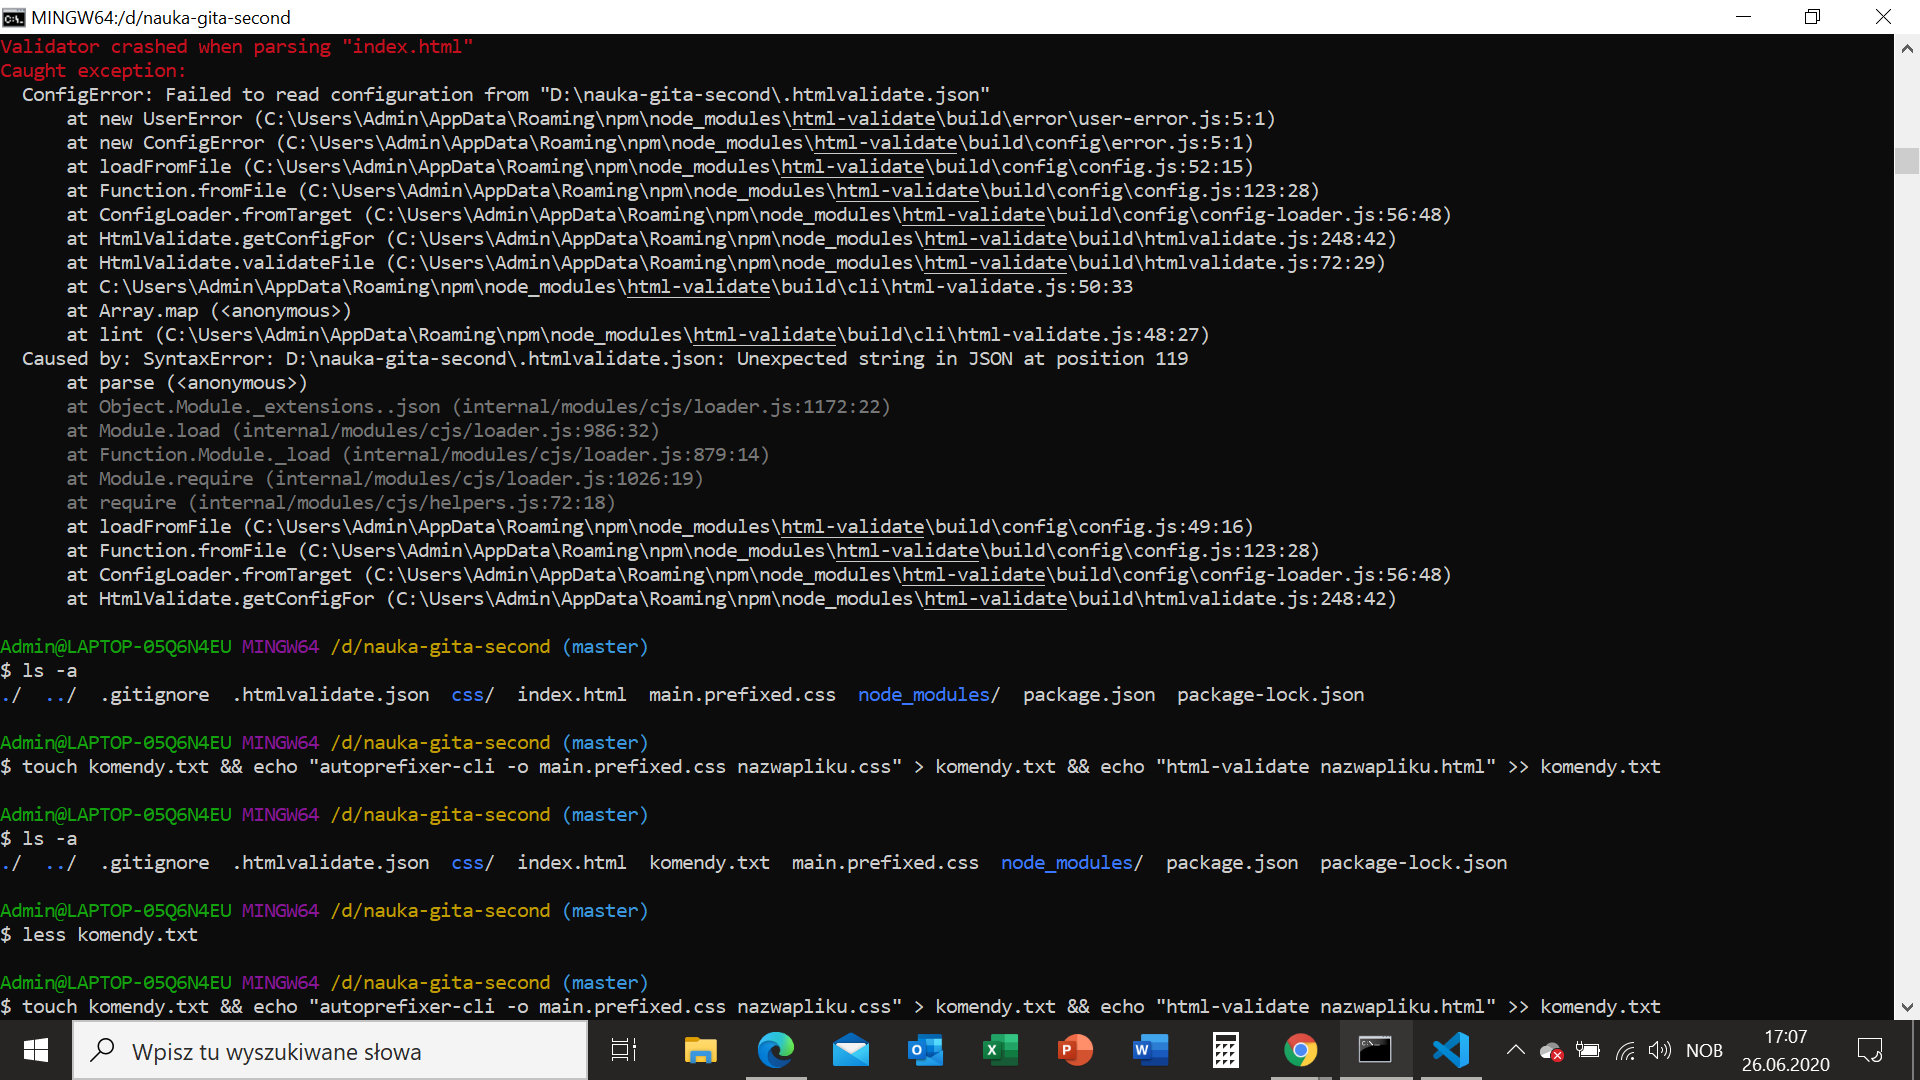 MINGW64:/d/nauka-gita-second
Validator crashed when parsing "index.html"
Caught exception:
  ConfigError: Failed to read configuration from "D:\nauka-gita-second\.htmlvalidate.json"
      at new UserError (C:\Users\Admin\AppData\Roaming\npm\node_modules\html-validate\build\error\user-error.js:5:1)
      at new ConfigError (C:\Users\Admin\AppData\Roaming\npm\node_modules\html-validate\build\config\error.js:5:1)
      at loadFromFile (C:\Users\Admin\AppData\Roaming\npm\node_modules\html-validate\build\config\config.js:52:15)
      at Function.fromFile (C:\Users\Admin\AppData\Roaming\npm\node_modules\html-validate\build\config\config.js:123:28)
      at ConfigLoader.fromTarget (C:\Users\Admin\AppData\Roaming\npm\node_modules\html-validate\build\config\config-loader.js:56:48)
      at HtmlValidate.getConfigFor (C:\Users\Admin\AppData\Roaming\npm\node_modules\html-validate\build\htmlvalidate.js:248:42)
      at HtmlValidate.validateFile (C:\Users\Admin\AppData\Roaming\npm\node_modules\html-validate\build\htmlvalidate.js:72:29)
      at C:\Users\Admin\AppData\Roaming\npm\node_modules\html-validate\build\cli\html-validate.js:50:33
      at Array.map (<anonymous>)
      at lint (C:\Users\Admin\AppData\Roaming\npm\node_modules\html-validate\build\cli\html-validate.js:48:27)
  Caused by: SyntaxError: D:\nauka-gita-second\.htmlvalidate.json: Unexpected string in JSON at position 119
      at parse (<anonymous>)
      at Object.Module._extensions..json (internal/modules/cjs/loader.js:1172:22)
      at Module.load (internal/modules/cjs/loader.js:986:32)
      at Function.Module._load (internal/modules/cjs/loader.js:879:14)
      at Module.require (internal/modules/cjs/loader.js:1026:19)
      at require (internal/modules/cjs/helpers.js:72:18)
      at loadFromFile (C:\Users\Admin\AppData\Roaming\npm\node_modules\html-validate\build\config\config.js:49:16)
      at Function.fromFile (C:\Users\Admin\AppData\Roaming\npm\node_modules\html-validate\build\config\config.js:123:28)
      at ConfigLoader.fromTarget (C:\Users\Admin\AppData\Roaming\npm\node_modules\html-validate\build\config\config-loader.js:56:48)
      at HtmlValidate.getConfigFor (C:\Users\Admin\AppData\Roaming\npm\node_modules\html-validate\build\htmlvalidate.js:248:42)
Admin@LAPTOP-05Q6N4EU MINGW64 /d/nauka-gita-second (master)
$ ls -a
./  ../  .gitignore  .htmlvalidate.json  css/  index.html  main.prefixed.css  node_modules/  package.json  package-lock.json
Admin@LAPTOP-05Q6N4EU MINGW64 /d/nauka-gita-second (master)
$ touch komendy.txt && echo "autoprefixer-cli -o main.prefixed.css nazwapliku.css" > komendy.txt && echo "html-validate nazwapliku.html" >> komendy.txt
Admin@LAPTOP-05Q6N4EU MINGW64 /d/nauka-gita-second (master)
$ ls -a
./  ../  .gitignore  .htmlvalidate.json  css/  index.html  komendy.txt  main.prefixed.css  node_modules/  package.json  package-lock.json
Admin@LAPTOP-05Q6N4EU MINGW64 /d/nauka-gita-second (master)
$ less komendy.txt
Admin@LAPTOP-05Q6N4EU MINGW64 /d/nauka-gita-second (master)
$ touch komendy.txt && echo "autoprefixer-cli -o main.prefixed.css nazwapliku.css" > komendy.txt && echo "html-validate nazwapliku.html" >> komendy.txt
Wpisz tu wyszukiwane słowa
NOB
17:07
26.06.2020